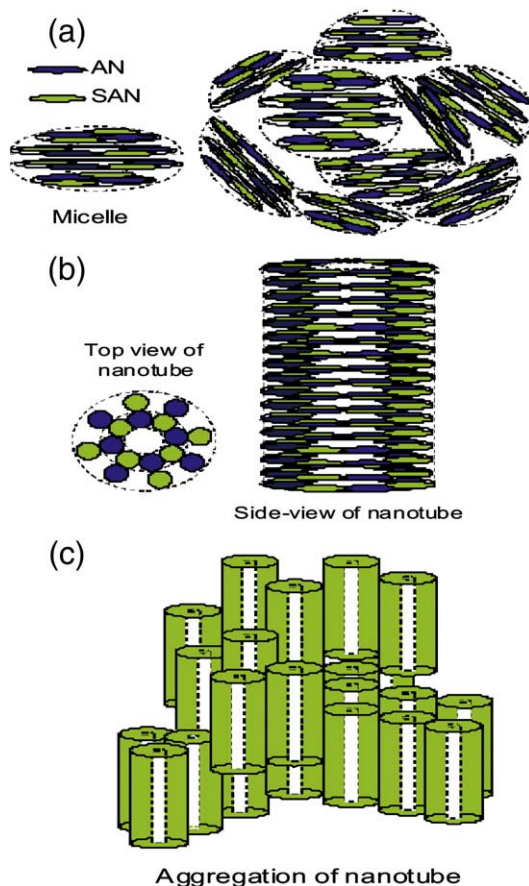 (a)
AN
SAN
Micelle
(b)
Top view of
nanotube
Side-view of nanotube
(c)
Aggregation of nanotube